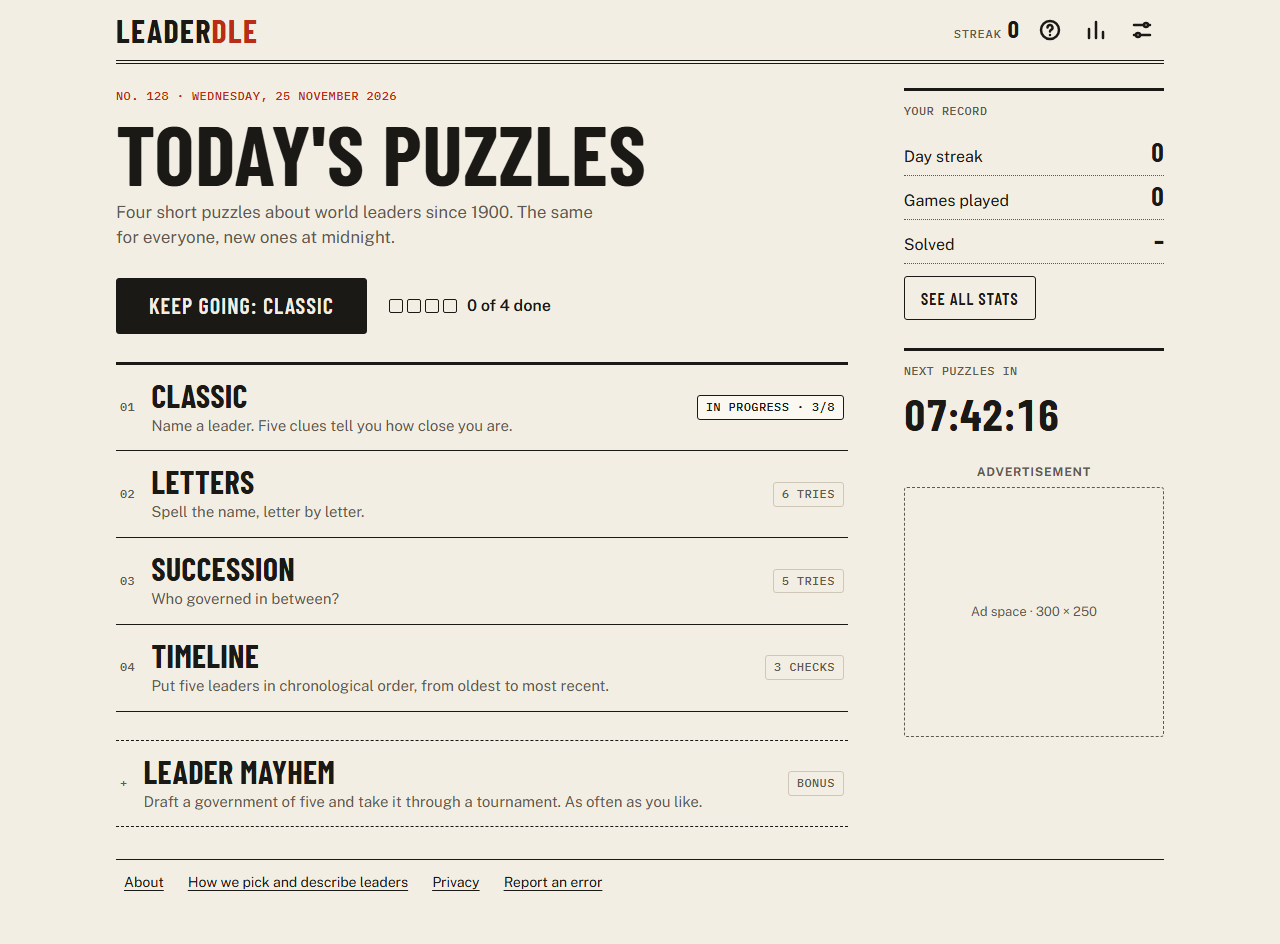 LEADERDLE
STREAK 0
NO. 128 · WEDNESDAY, 25 NOVEMBER 2026
TODAY'S PUZZLES
Four short puzzles about world leaders since 1900. The same
for everyone, new ones at midnight.
KEEP GOING: CLASSIC
0 of 4 done
01
CLASSIC
Name a leader. Five clues tell you how close you are.
IN PROGRESS · 3/8
02
LETTERS
Spell the name, letter by letter.
6 TRIES
03
SUCCESSION
Who governed in between?
5 TRIES
04
TIMELINE
Put five leaders in chronological order, from oldest to most recent.
3 CHECKS
+
LEADER MAYHEM
Draft a government of five and take it through a tournament. As often as you like.
BONUS
YOUR RECORD
Day streak 0
Games played 0
Solved –
SEE ALL STATS
NEXT PUZZLES IN
07:42:16
ADVERTISEMENT
Ad space · 300 × 250
About How we pick and describe leaders Privacy Report an error